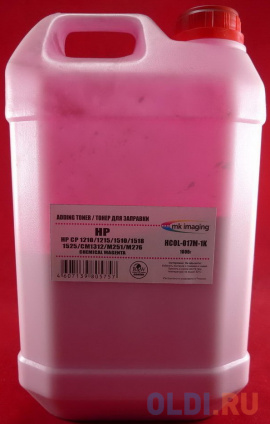 ADDING TONER / ТОНЕР ДЛЯ ЗАПРАВКИ
mk imaging
HP
HP CP 1210/1215/1510/1518
1525/CM1312/M251/M276
CHEMICAL MAGENTA
HCOL-017M-1K
OLDI.RU